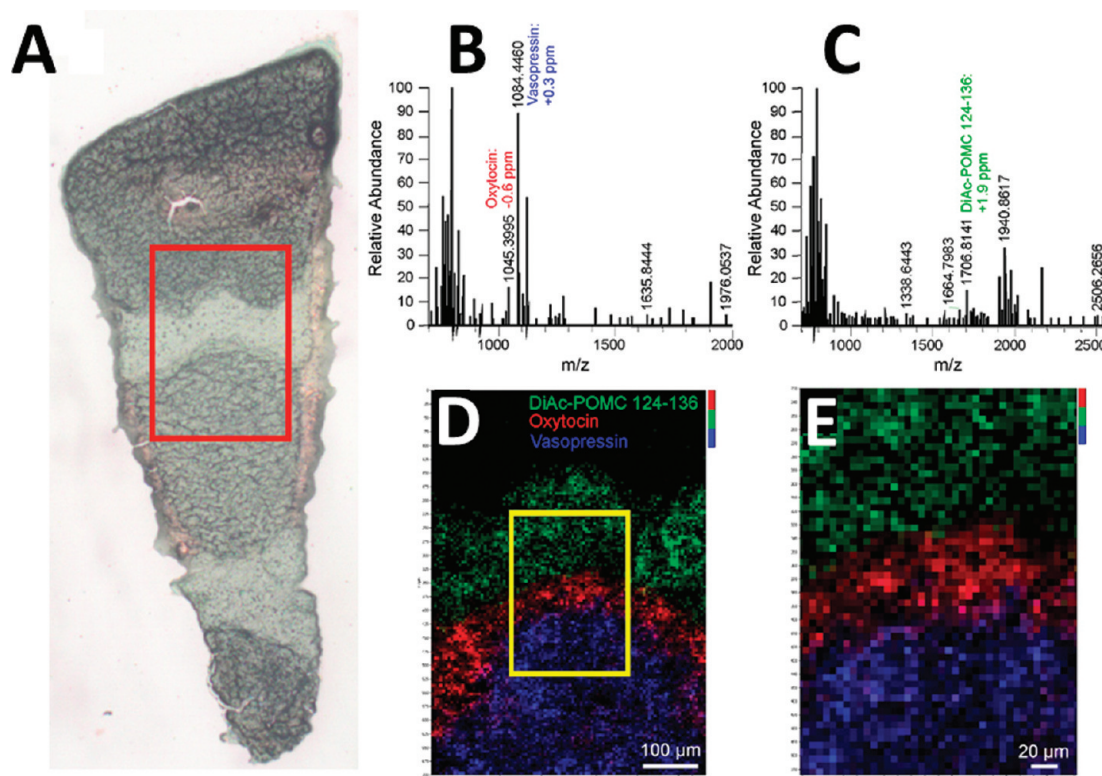 A
B
Relative Abundance
100
90
80
70
60
50
40
30
20
10
0
Oxytocin:
-0.6 ppm
1045.3995
1084.4460
Vasopressin:
+0.3 ppm
1635.8444
1976.0537
1000
1500
2000
m/z
C
Relative Abundance
100
90
80
70
60
50
40
30
20
10
0
1338.6443
1664.7983
1706.8141
DiAc-POMC 124-136:
+1.9 ppm
1940.8617
2506.2656
1000
1500
2000
2500
m/z
D
DiAc-POMC 124-136
Oxytocin
Vasopressin
100 µm
E
20 µm